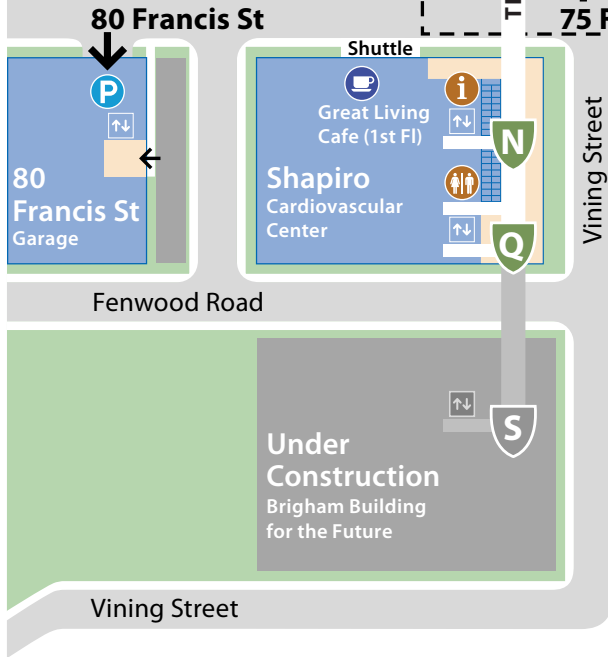 80 Francis St
75 F
Shuttle
P
i
Great Living
Cafe (1st Fl)
N
80
Francis St
Garage
Shapiro
Cardiovascular
Center
Q
Vining Street
Fenwood Road
S
Under
Construction
Brigham Building
for the Future
Vining Street